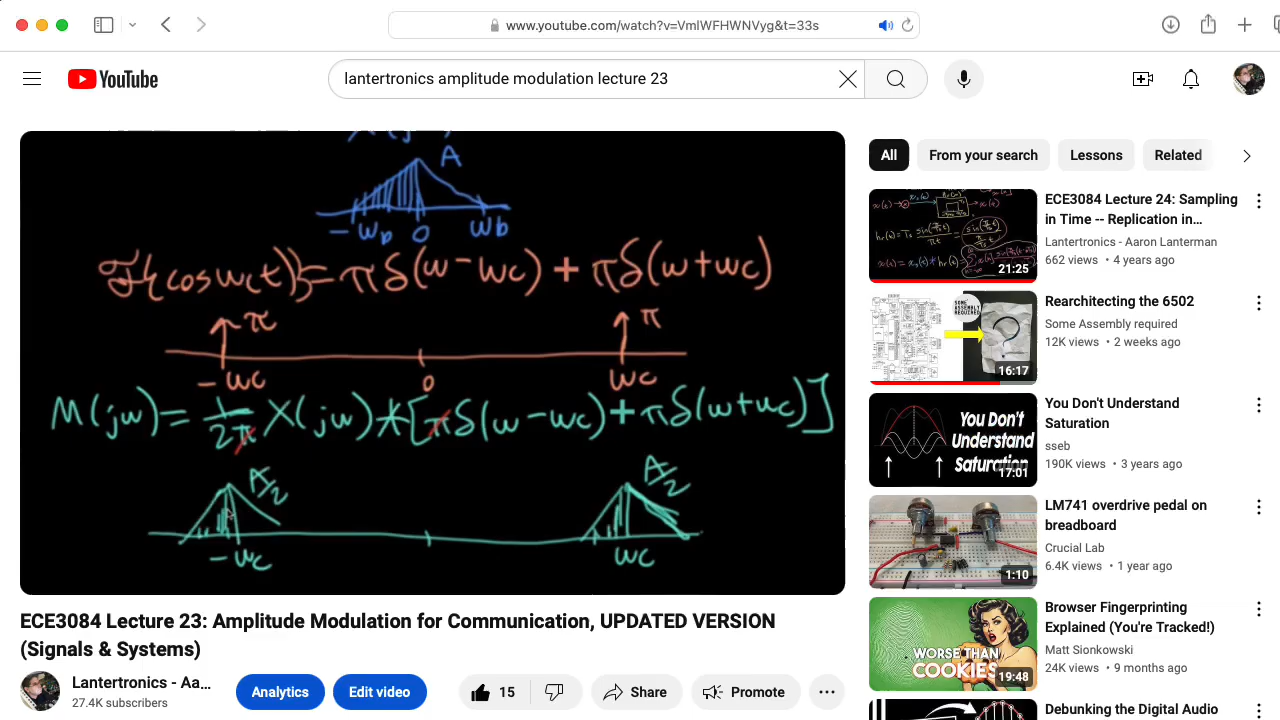 www.youtube.com/watch?v=VmlWFHWNVyg&t=33s
YouTube
lantertronics amplitude modulation lecture 23
A
-ωb 0 ωb
F{cos ωc t)}= πδ(ω-ωc) + πδ(ω+ωc)
π π
-ωc 0 ωc
M(jω)= 1/2π X(jω)*[πδ(ω-ωc)+πδ(ω+ωc)]
A/2 A/2
-ωc ωc
ECE3084 Lecture 23: Amplitude Modulation for Communication, UPDATED VERSION
(Signals & Systems)
Lantertronics - Aa...
27.4K subscribers
Analytics
Edit video
15
Share
Promote
All
From your search
Lessons
Related
21:25
ECE3084 Lecture 24: Sampling
in Time -- Replication in...
Lantertronics - Aaron Lanterman
662 views • 4 years ago
SOME
ASSEMBLY
REQUIRED
16:17
Rearchitecting the 6502
Some Assembly required
12K views • 2 weeks ago
You Don't
Understand
Saturation
17:01
You Don't Understand
Saturation
sseb
190K views • 3 years ago
1:10
LM741 overdrive pedal on
breadboard
Crucial Lab
6.4K views • 1 year ago
WORSE THAN
COOKIES
19:48
Browser Fingerprinting
Explained (You're Tracked!)
Matt Sionkowski
24K views • 9 months ago
Debunking the Digital Audio